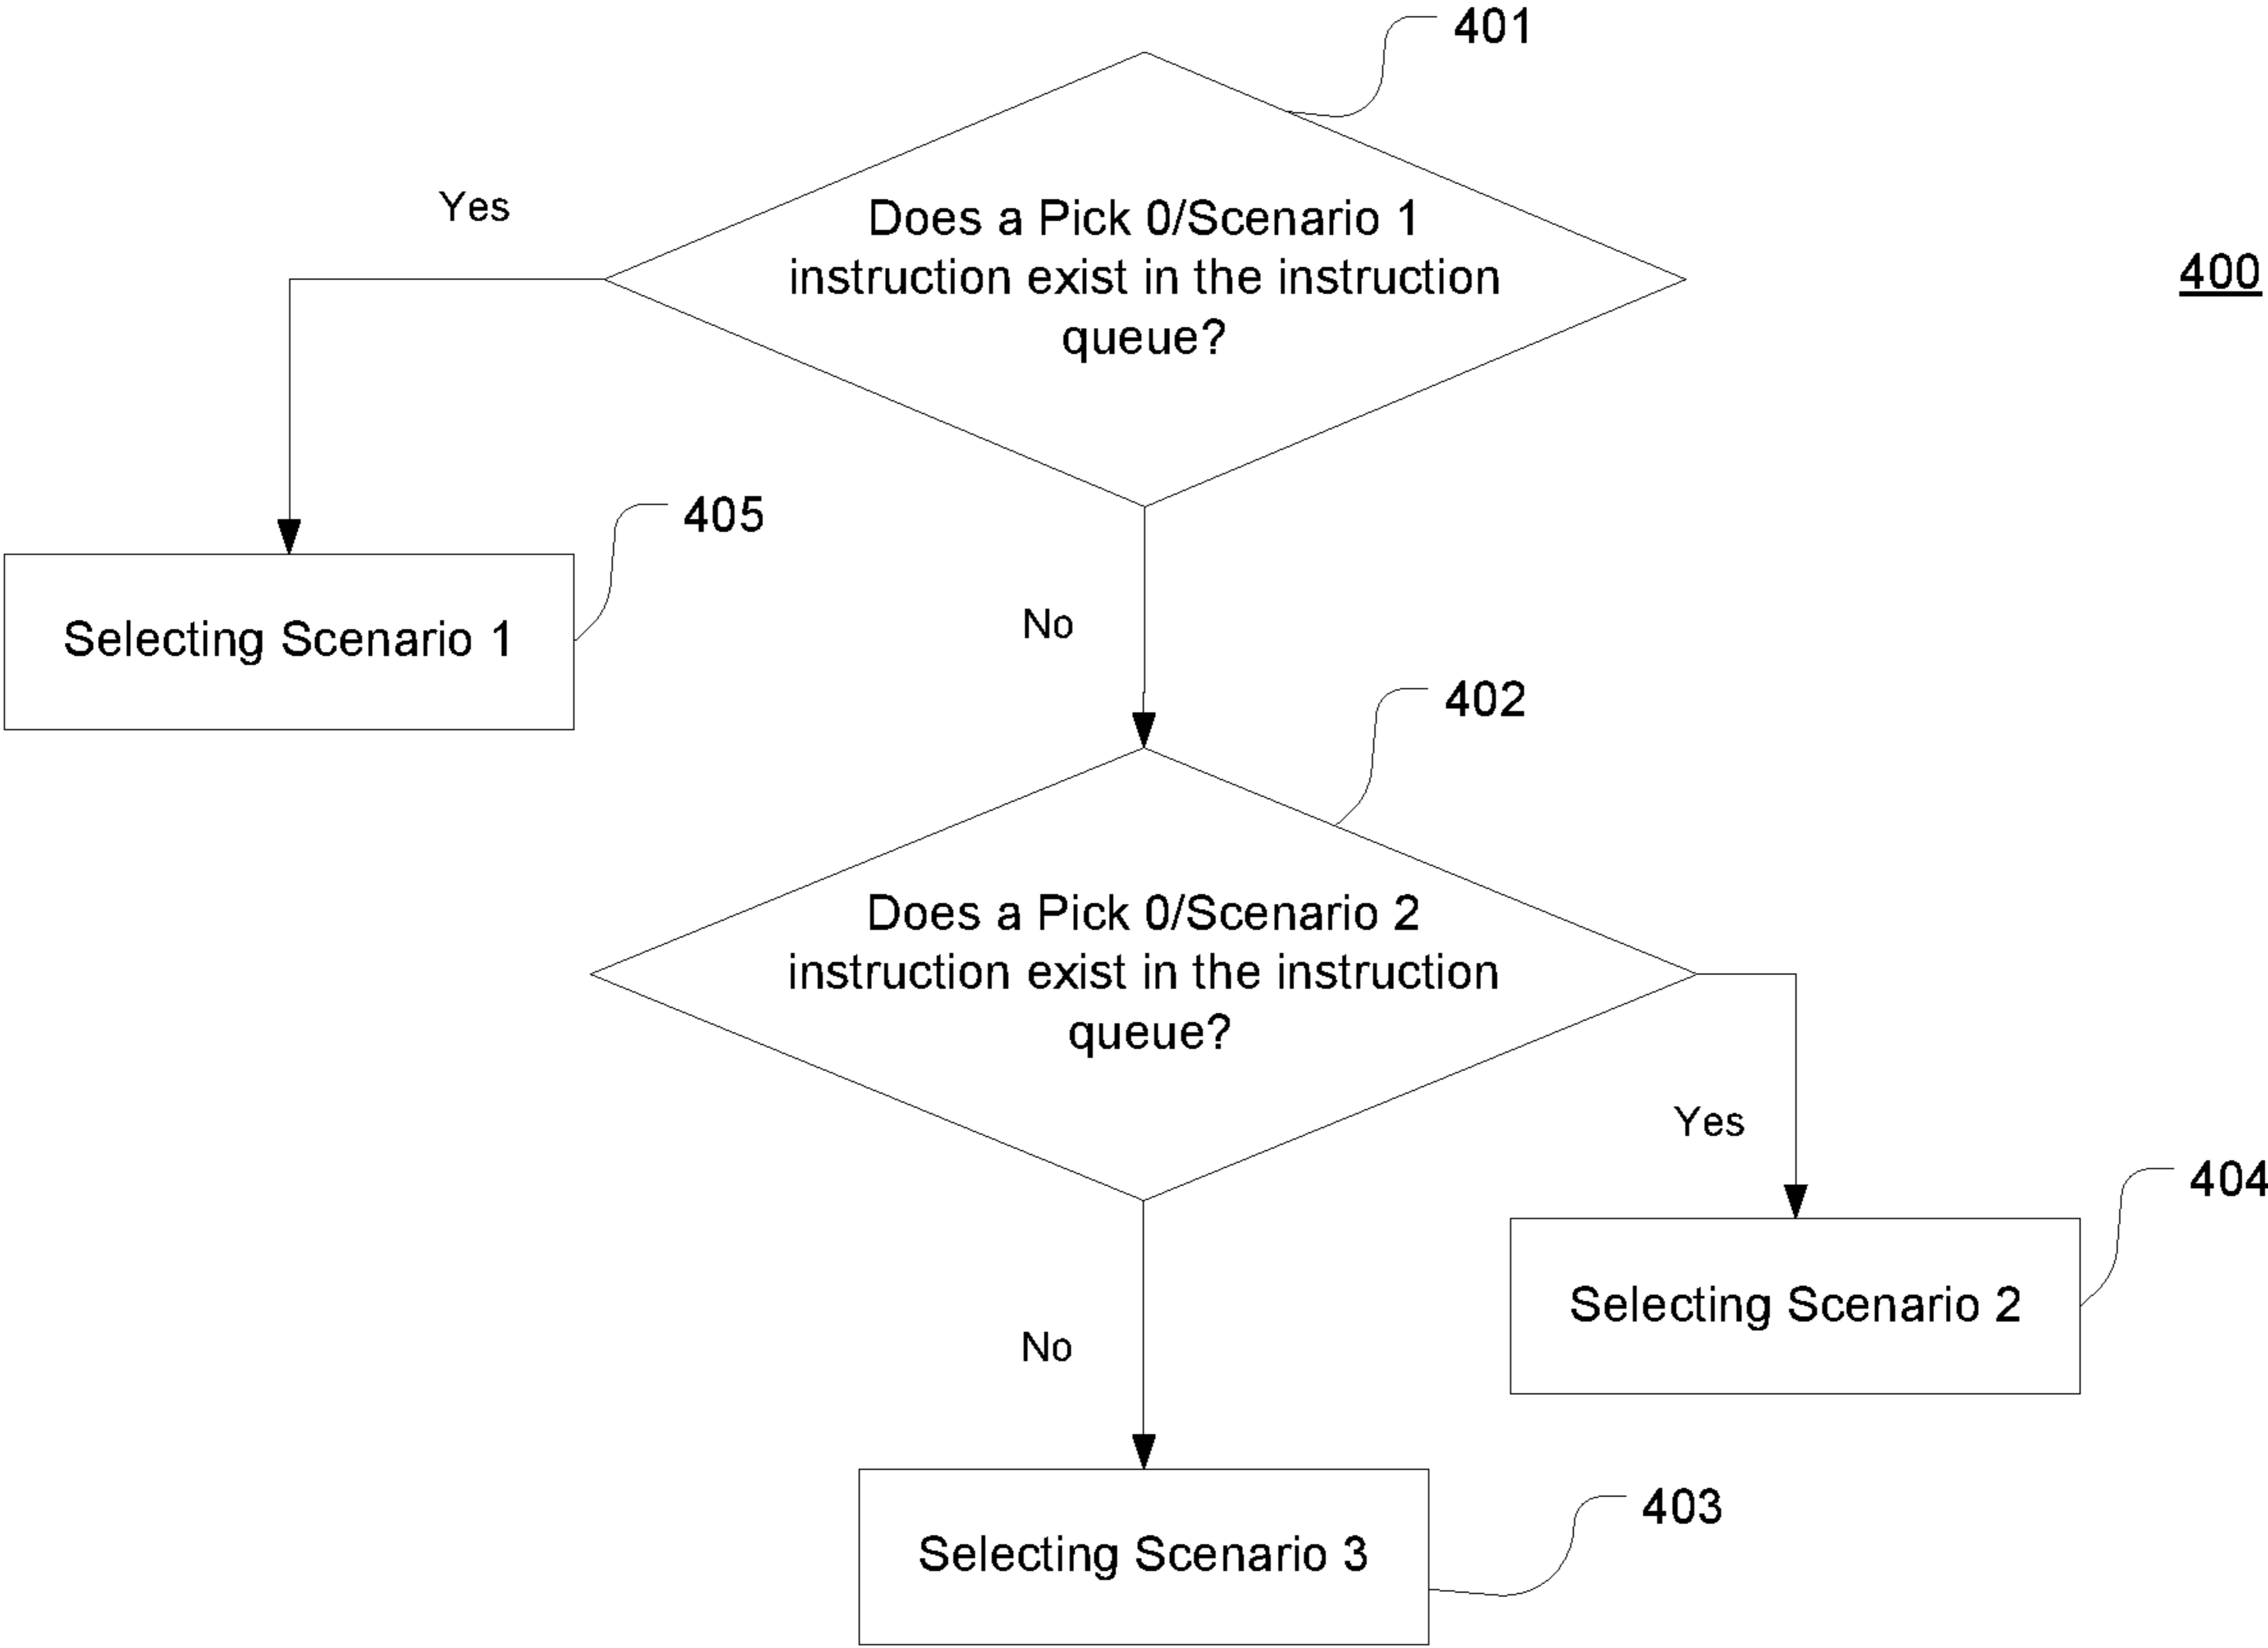 401
Yes
Does a Pick 0/Scenario 1
instruction exist in the instruction
queue?
400
405
Selecting Scenario 1
No
402
Does a Pick 0/Scenario 2
instruction exist in the instruction
queue?
Yes
404
Selecting Scenario 2
No
403
Selecting Scenario 3